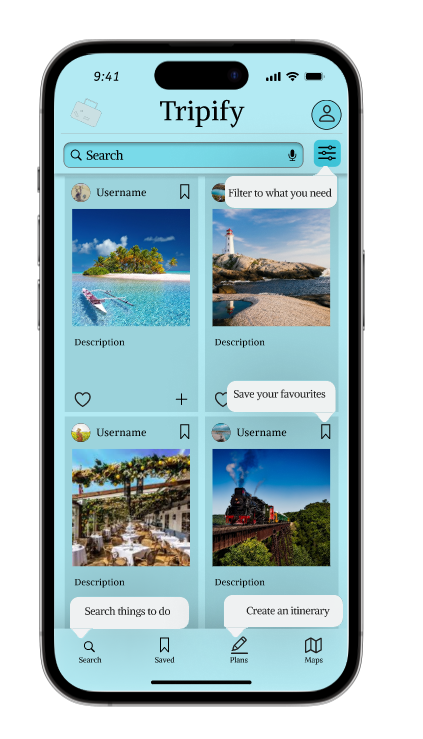 9:41
Tripify
Search
Filter to what you need
Username
Description
Description
Save your favourites
Username
Username
Description
Description
Search things to do
Create an itinerary
Search
Saved
Plans
Maps